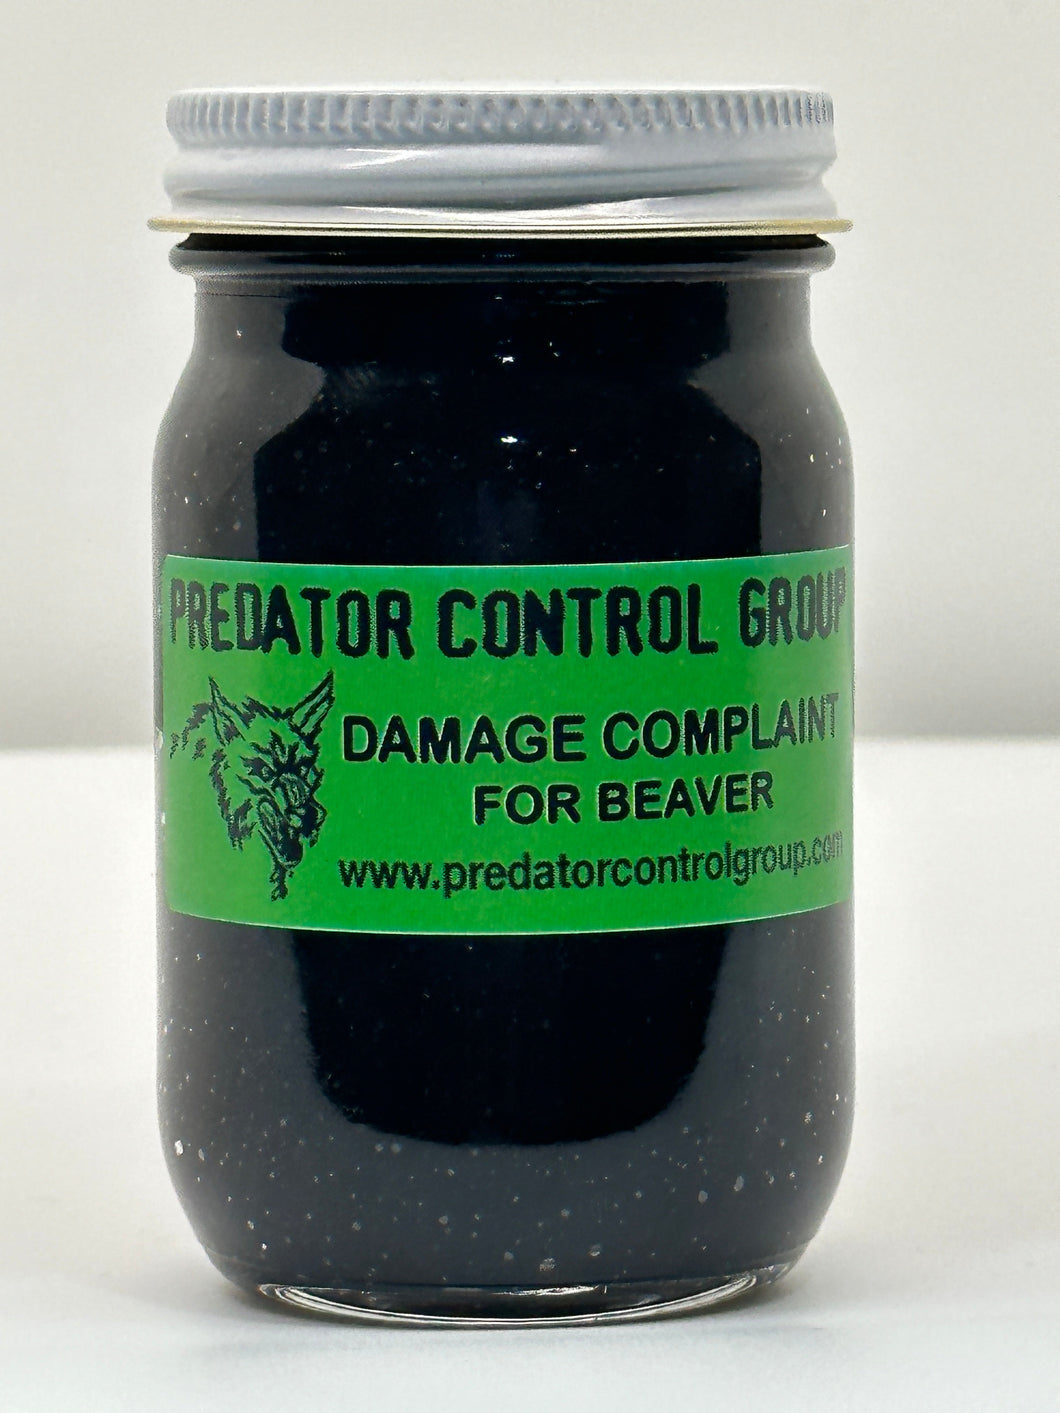 PREDATOR CONTROL GROUP
DAMAGE COMPLAINT
FOR BEAVER
www.predatorcontrolgroup.com